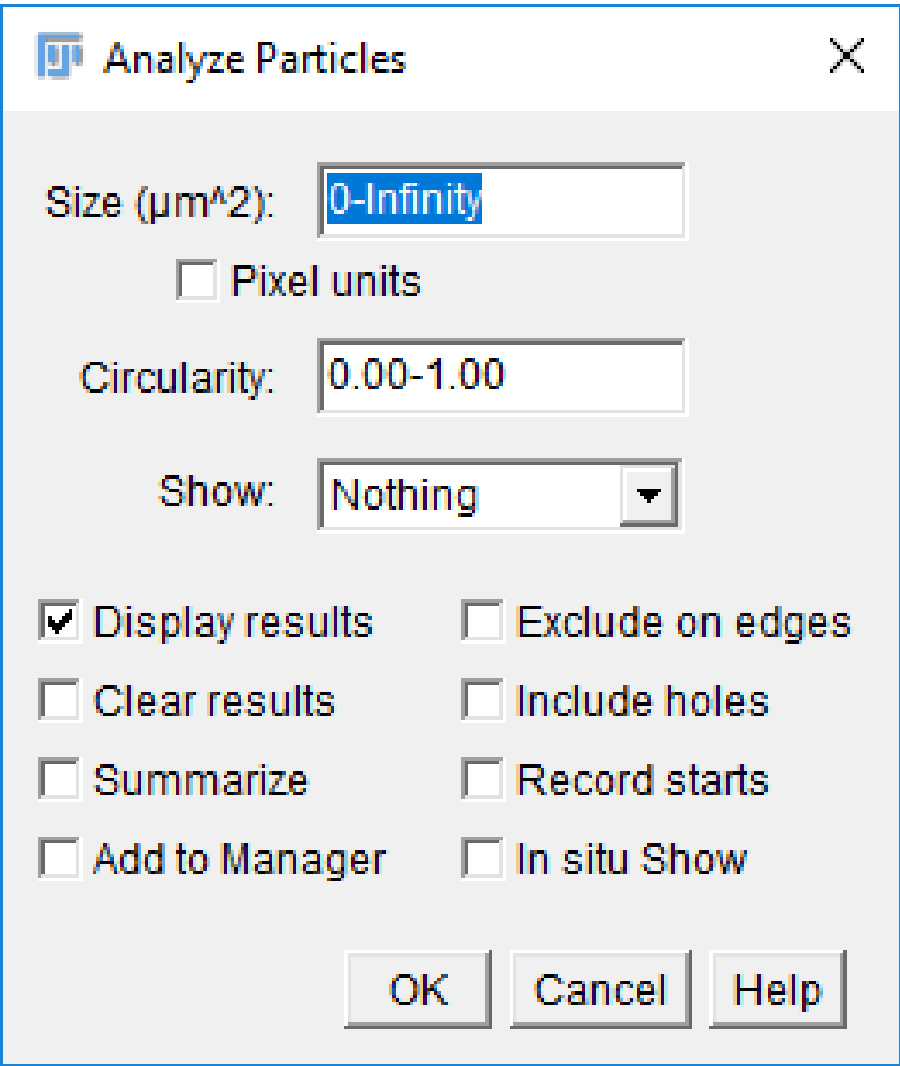 Analyze Particles
Size (µm^2): 0-Infinity
Pixel units
Circularity: 0.00-1.00
Show: Nothing
Display results Exclude on edges
Clear results Include holes
Summarize Record starts
Add to Manager In situ Show
OK Cancel Help